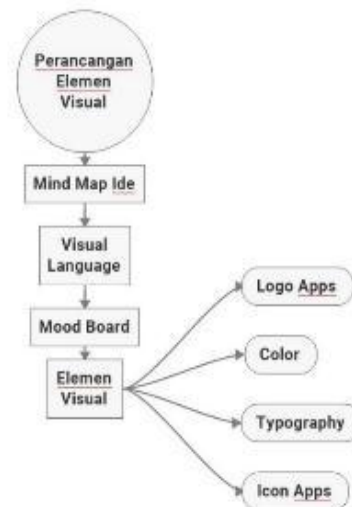 Perancangan
Elemen
Visual
Mind Map Ide
Visual
Language
Mood Board
Elemen
Visual
Logo Apps
Color
Typography
Icon Apps